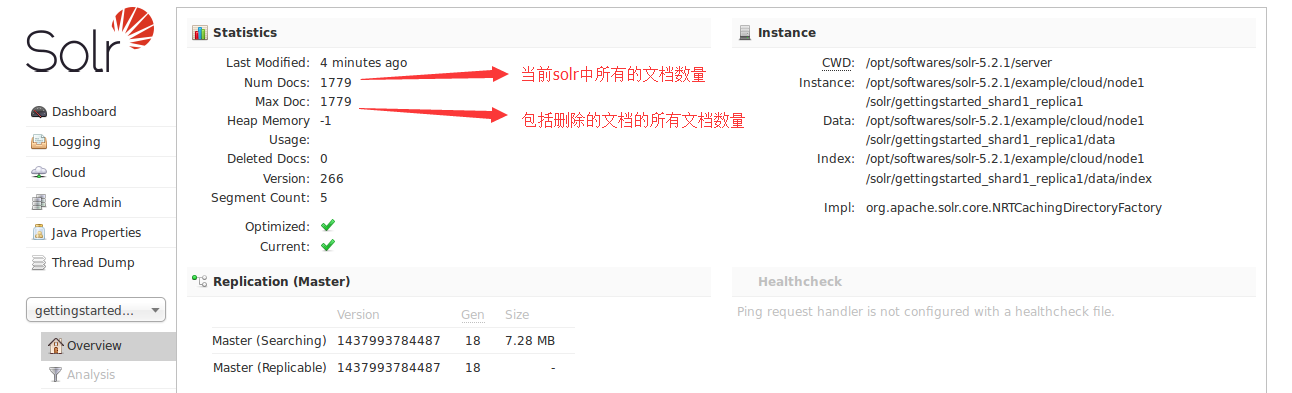 Solr
Dashboard
Logging
Cloud
Core Admin
Java Properties
Thread Dump
gettingstarted...
Overview
Analysis
Statistics
Last Modified: 4 minutes ago
Num Docs: 1779
当前solr中所有的文档数量
Max Doc: 1779
包括删除的文档的所有文档数量
Heap Memory -1
Usage:
Deleted Docs: 0
Version: 266
Segment Count: 5
Optimized:
Current:
Instance
CWD: /opt/softwares/solr-5.2.1/server
Instance: /opt/softwares/solr-5.2.1/example/cloud/node1
/solr/gettingstarted_shard1_replica1
Data: /opt/softwares/solr-5.2.1/example/cloud/node1
/solr/gettingstarted_shard1_replica1/data
Index: /opt/softwares/solr-5.2.1/example/cloud/node1
/solr/gettingstarted_shard1_replica1/data/index
Impl: org.apache.solr.core.NRTCachingDirectoryFactory
Replication (Master)
Version Gen Size
Master (Searching) 1437993784487 18 7.28 MB
Master (Replicable) 1437993784487 18 -
Healthcheck
Ping request handler is not configured with a healthcheck file.